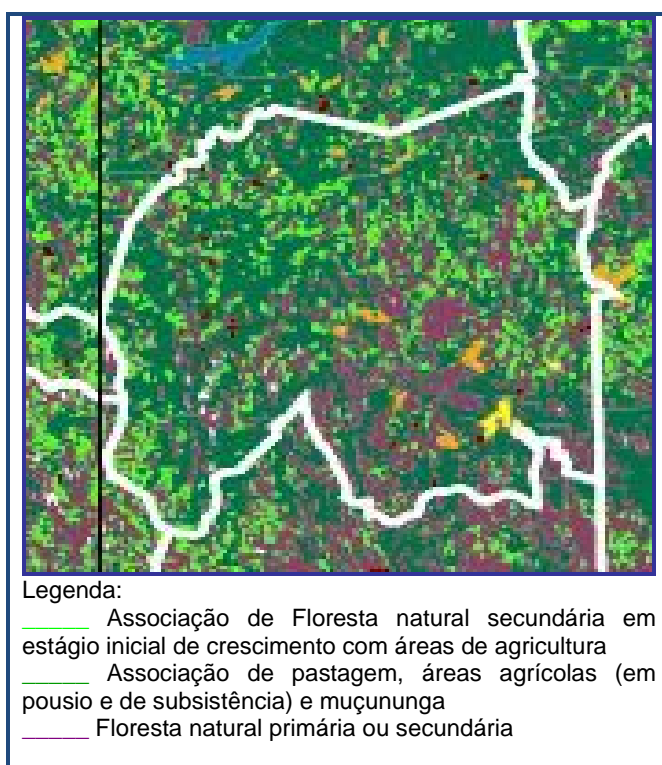 Legenda:
_____ Associação de Floresta natural secundária em
estágio inicial de crescimento com áreas de agricultura
_____ Associação de pastagem, áreas agrícolas (em
pousio e de subsistência) e muçununga
_____ Floresta natural primária ou secundária